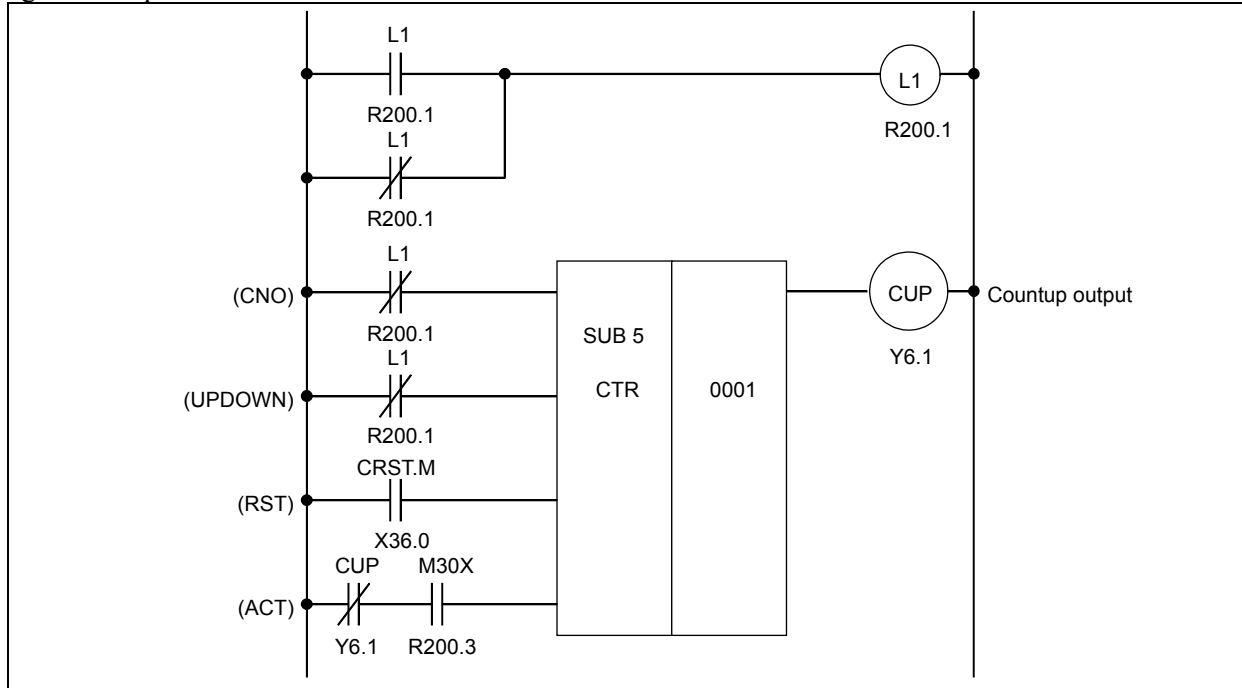 L1
R200.1
L1
R200.1
L1
R200.1
(CNO)
L1
R200.1
(UPDOWN)
L1
R200.1
(RST)
CRST.M
X36.0
(ACT)
CUP M30X
Y6.1 R200.3
SUB 5
CTR
0001
CUP
Y6.1
Countup output